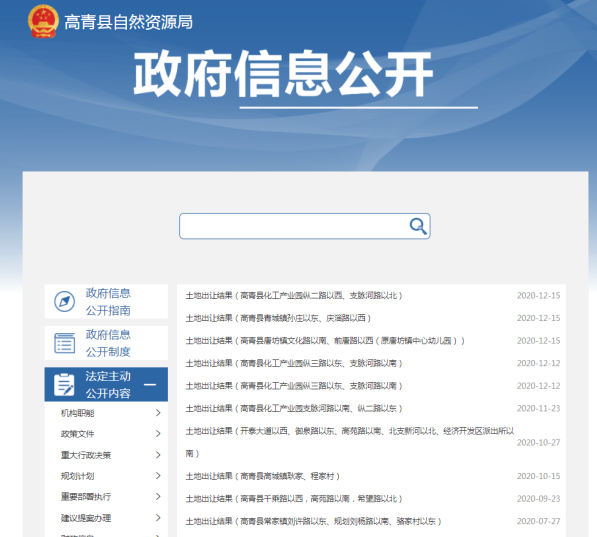 高青县自然资源局
政府信息公开
政府信息
公开指南
政府信息
公开制度
法定主动
公开内容
机构职能
政策文件
重大行政决策
规划计划
重要部署执行
建议提案办理
土地出让结果（高青县化工产业园纵二路以西、支脉河路以北） 2020-12-15
土地出让结果（高青县青城镇孙庄以东、庆淄路以西） 2020-12-15
土地出让结果（高青县唐坊镇文化路以南、前唐路以西（原唐坊镇中心幼儿园）） 2020-12-15
土地出让结果（高青县化工产业园纵三路以东、支脉河路以南） 2020-12-12
土地出让结果（高青县化工产业园纵三路以东、支脉河路以南） 2020-12-12
土地出让结果（高青县化工产业园支脉河路以南、纵二路以东） 2020-11-23
土地出让结果（开泰大道以西、御泉路以东、高苑路以南、北支新河以北、经济开发区派出所以
南） 2020-10-27
土地出让结果（高青县高城镇耿家、程家村） 2020-10-15
土地出让结果（高青县千乘路以西，高苑路以南，希望路以北） 2020-09-23
土地出让结果（高青县常家镇刘许路以东、规划刘杨路以南、骆家村以东） 2020-07-27